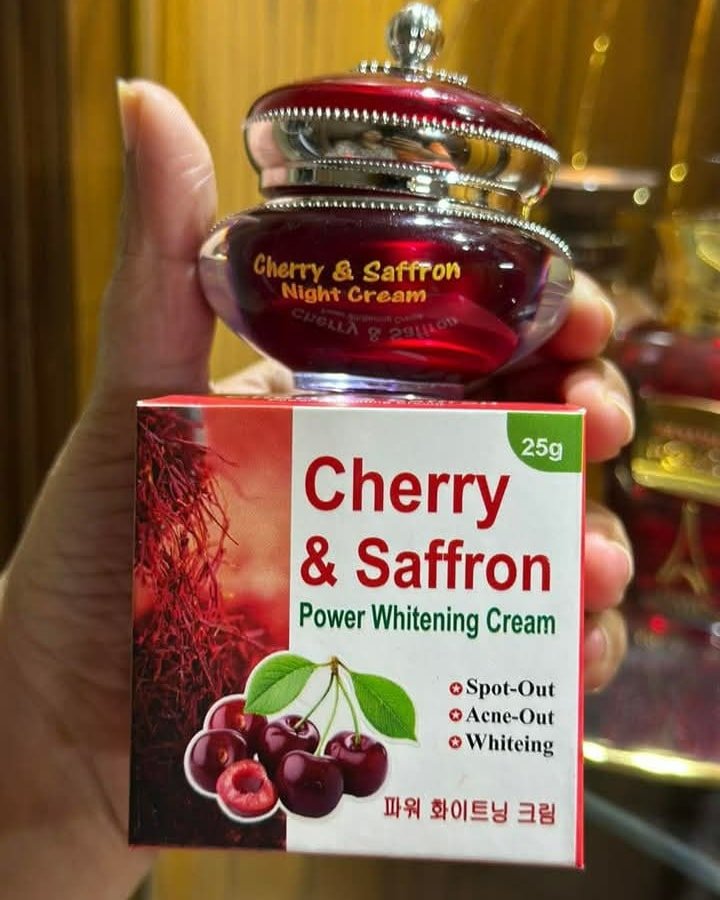 Cherry & Saffron
Night Cream
25g
Cherry
& Saffron
Power Whitening Cream
Spot-Out
Acne-Out
Whiteing
파워 화이트닝 크림